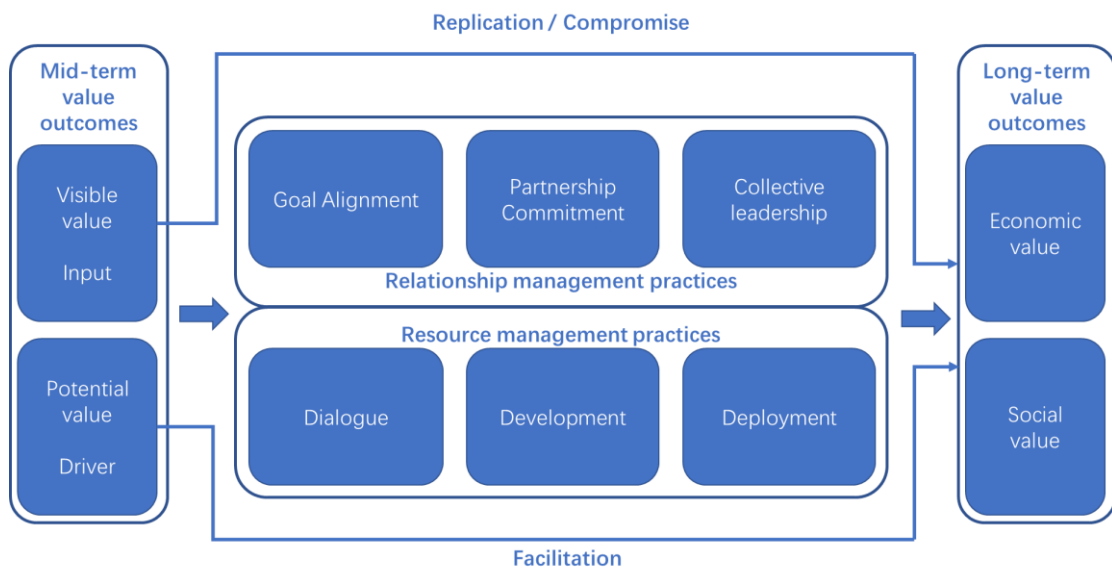 Replication / Compromise
Mid-term
value
outcomes
Visible
value
Input
Potential
value
Driver
Goal Alignment
Partnership
Commitment
Collective
leadership
Relationship management practices
Resource management practices
Dialogue
Development
Deployment
Long-term
value
outcomes
Economic
value
Social
value
Facilitation